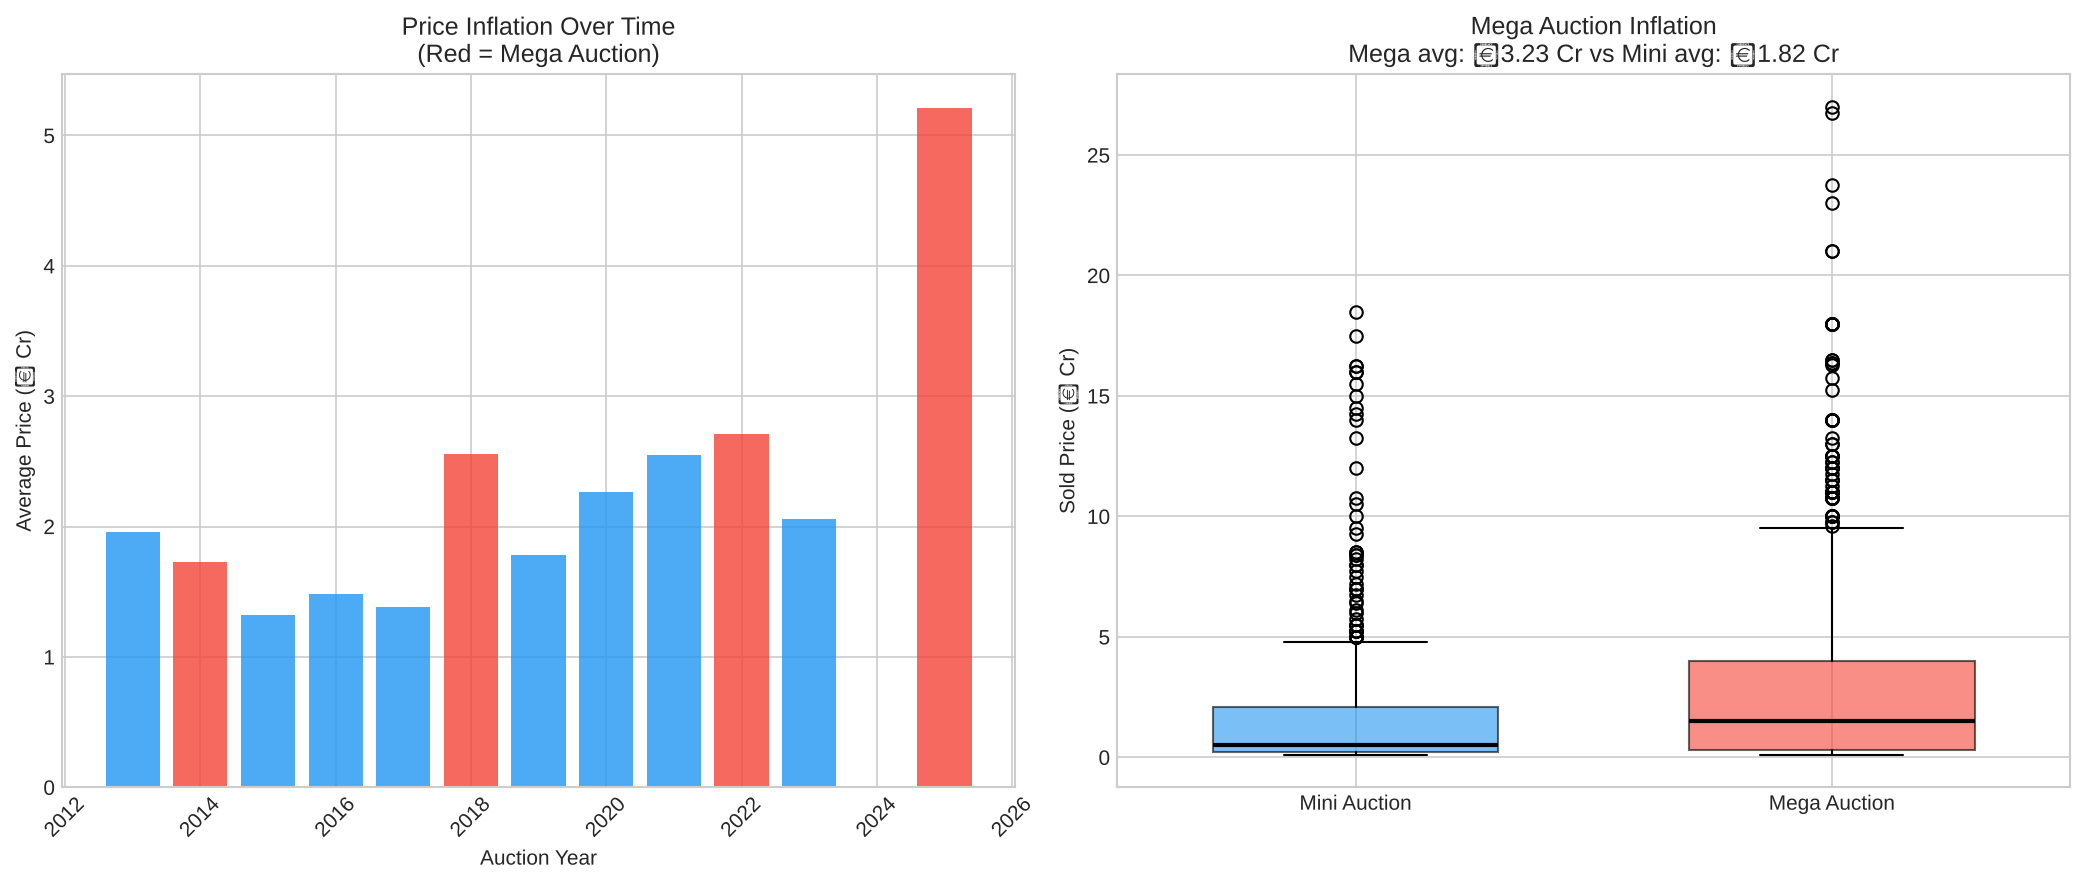 Price Inflation Over Time
(Red = Mega Auction)
Average Price (€ Cr)
5
4
3
2
1
0
2012
2014
2016
2018
2020
2022
2024
2026
Auction Year
Mega Auction Inflation
Mega avg: €3.23 Cr vs Mini avg: €1.82 Cr
Sold Price (€ Cr)
25
20
15
10
5
0
Mini Auction
Mega Auction